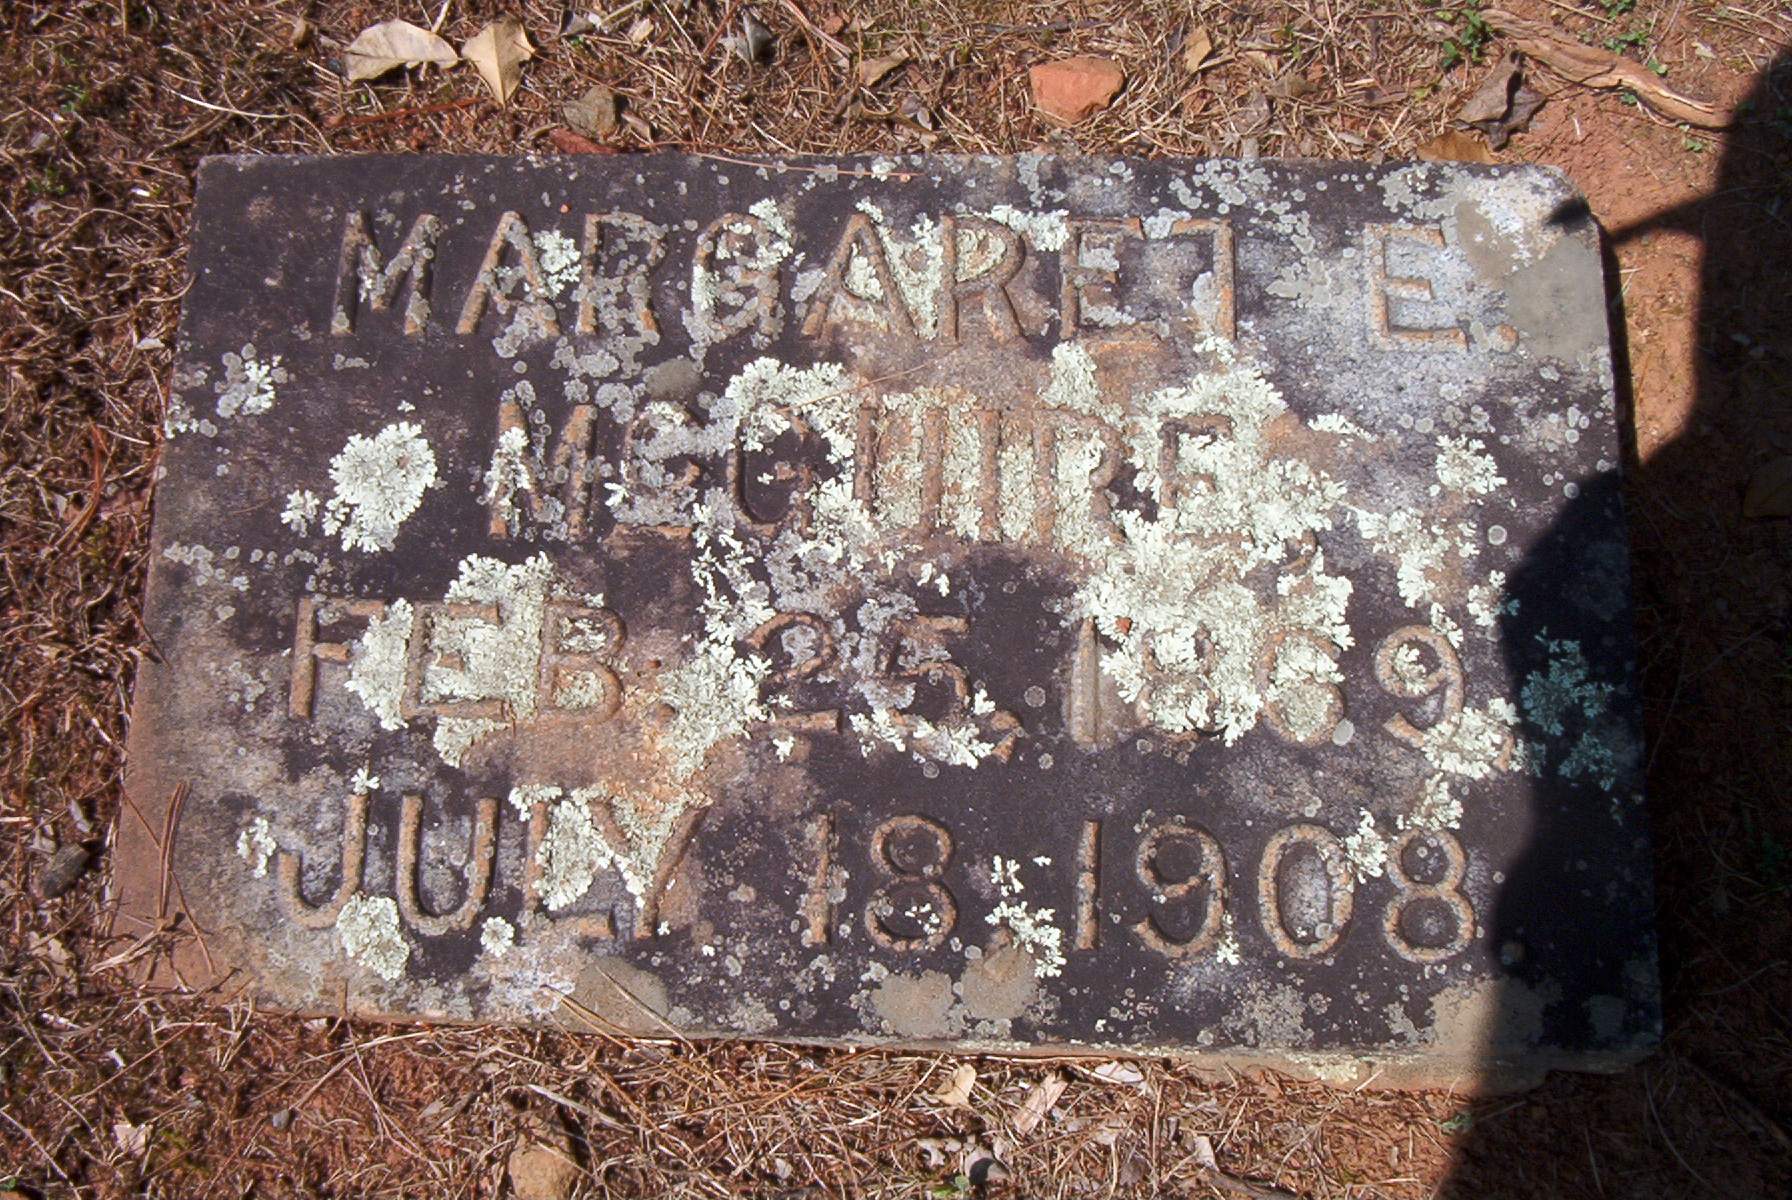 MARGARET E.
McGUIRE
FEB. 25, 1869,
JULY 18, 1908.